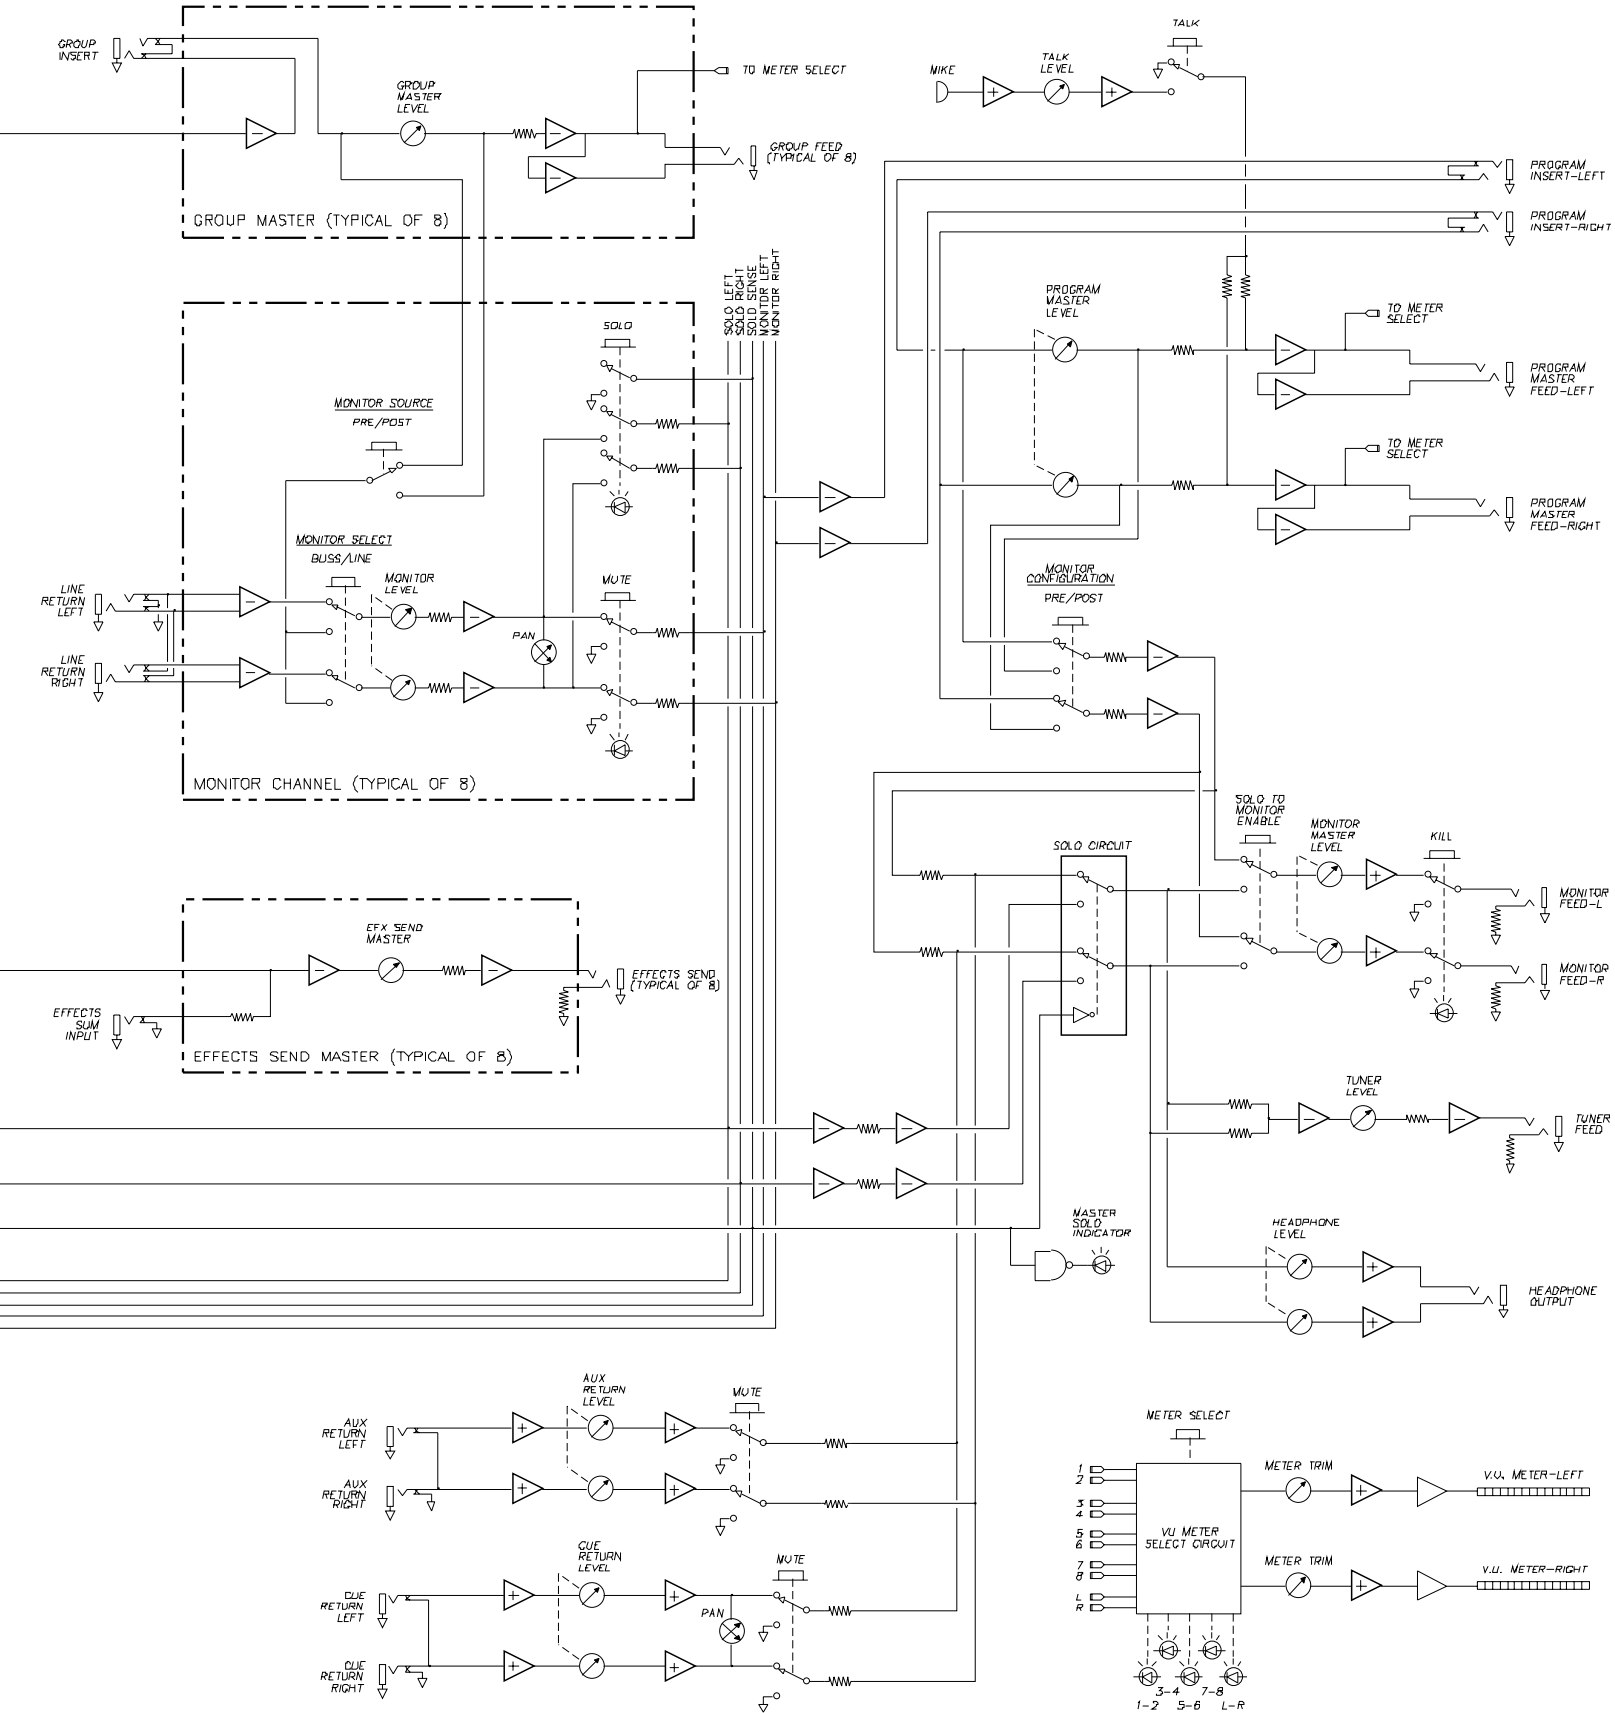 GROUP
INSERT
GROUP
MASTER
LEVEL
TO METER SELECT
GROUP FEED
(TYPICAL OF 8)
GROUP MASTER (TYPICAL OF 8)
TALK
MIKE
TALK
LEVEL
PROGRAM
INSERT-LEFT
PROGRAM
INSERT-RIGHT
SOLO LEFT
SOLO RIGHT
SOLO SENSE
MONITOR LEFT
MONITOR RIGHT
PROGRAM
MASTER
LEVEL
TO METER
SELECT
PROGRAM
MASTER
FEED-LEFT
TO METER
SELECT
PROGRAM
MASTER
FEED-RIGHT
SOLO
MONITOR SOURCE
PRE/POST
MONITOR SELECT
BUSS/LINE
MONITOR
LEVEL
MUTE
PAN
LINE
RETURN
LEFT
LINE
RETURN
RIGHT
MONITOR CHANNEL (TYPICAL OF 8)
MONITOR
CONFIGURATION
PRE/POST
SOLO TO
MONITOR
ENABLE
MONITOR
MASTER
LEVEL
KILL
SOLO CIRCUIT
MONITOR
FEED-L
MONITOR
FEED-R
EFX SEND
MASTER
EFFECTS SEND
(TYPICAL OF 8)
EFFECTS
SUM
INPUT
EFFECTS SEND MASTER (TYPICAL OF 8)
TUNER
LEVEL
TUNER
FEED
MASTER
SOLO
INDICATOR
HEADPHONE
LEVEL
HEADPHONE
OUTPUT
AUX
RETURN
LEVEL
MUTE
AUX
RETURN
LEFT
AUX
RETURN
RIGHT
CUE
RETURN
LEVEL
MUTE
PAN
CUE
RETURN
LEFT
CUE
RETURN
RIGHT
METER SELECT
1
2
3
4
5
6
7
8
L
R
VU METER
SELECT CIRCUIT
METER TRIM
V.U. METER-LEFT
METER TRIM
V.U. METER-RIGHT
3-4
7-8
1-2
5-6
L-R